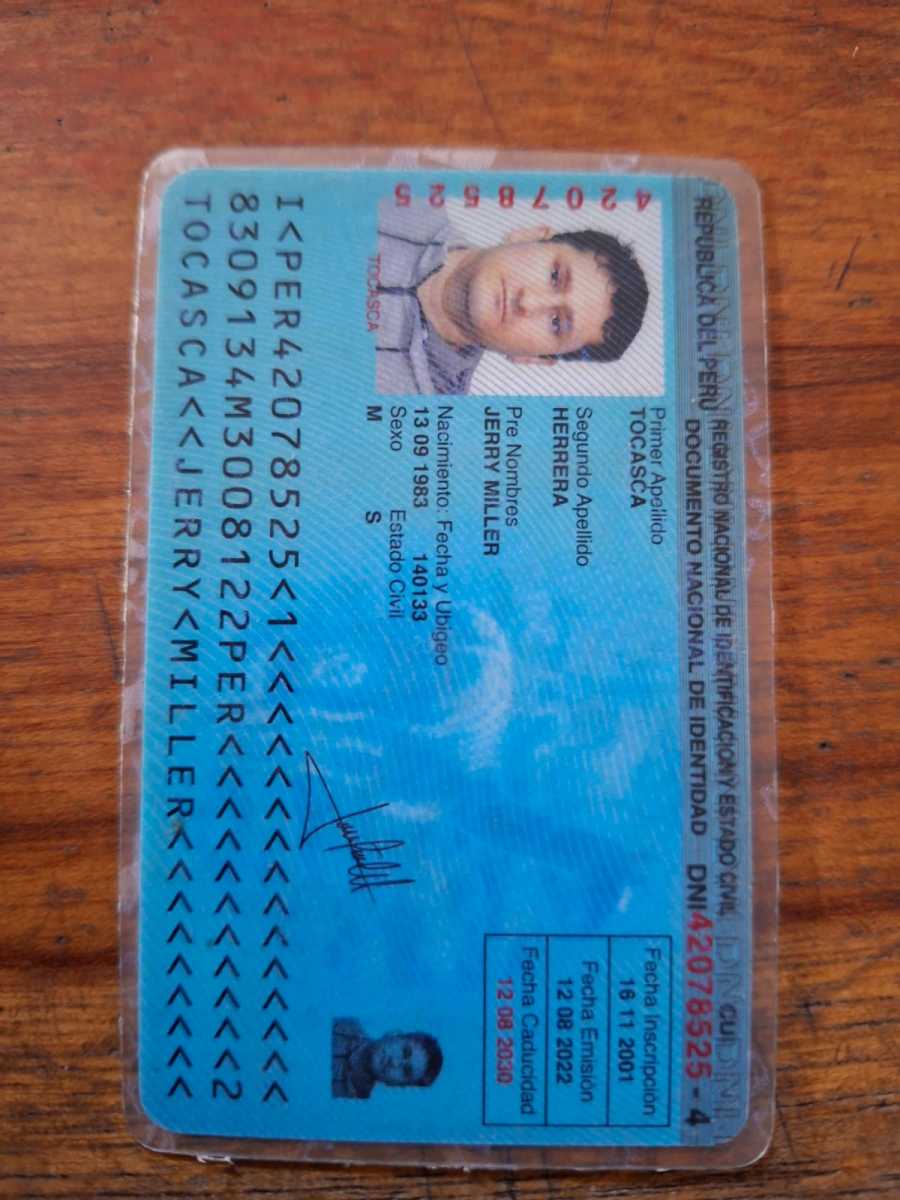 REPUBLICA DEL PERU REGISTRO NACIONAL DE IDENTIFICACION Y ESTADO CIVIL CUI
DOCUMENTO NACIONAL DE IDENTIDAD DNI 42078525 - 4
42078525
TOCASCA
Primer Apellido
TOCASCA
Segundo Apellido
HERRERA
Pre Nombres
JERRY MILLER
Nacimiento: Fecha y Ubigeo
13 09 1983 140133
Sexo Estado Civil
M S
Fecha Inscripción
16 11 2001
Fecha Emisión
12 08 2022
Fecha Caducidad
12 08 2030
I<PER42078525<1<<<<<<<<<<<<<<<
8309134M3008122PER<<<<<<<<<<<2
TOCASCA<<JERRY<MILLER<<<<<<<<<